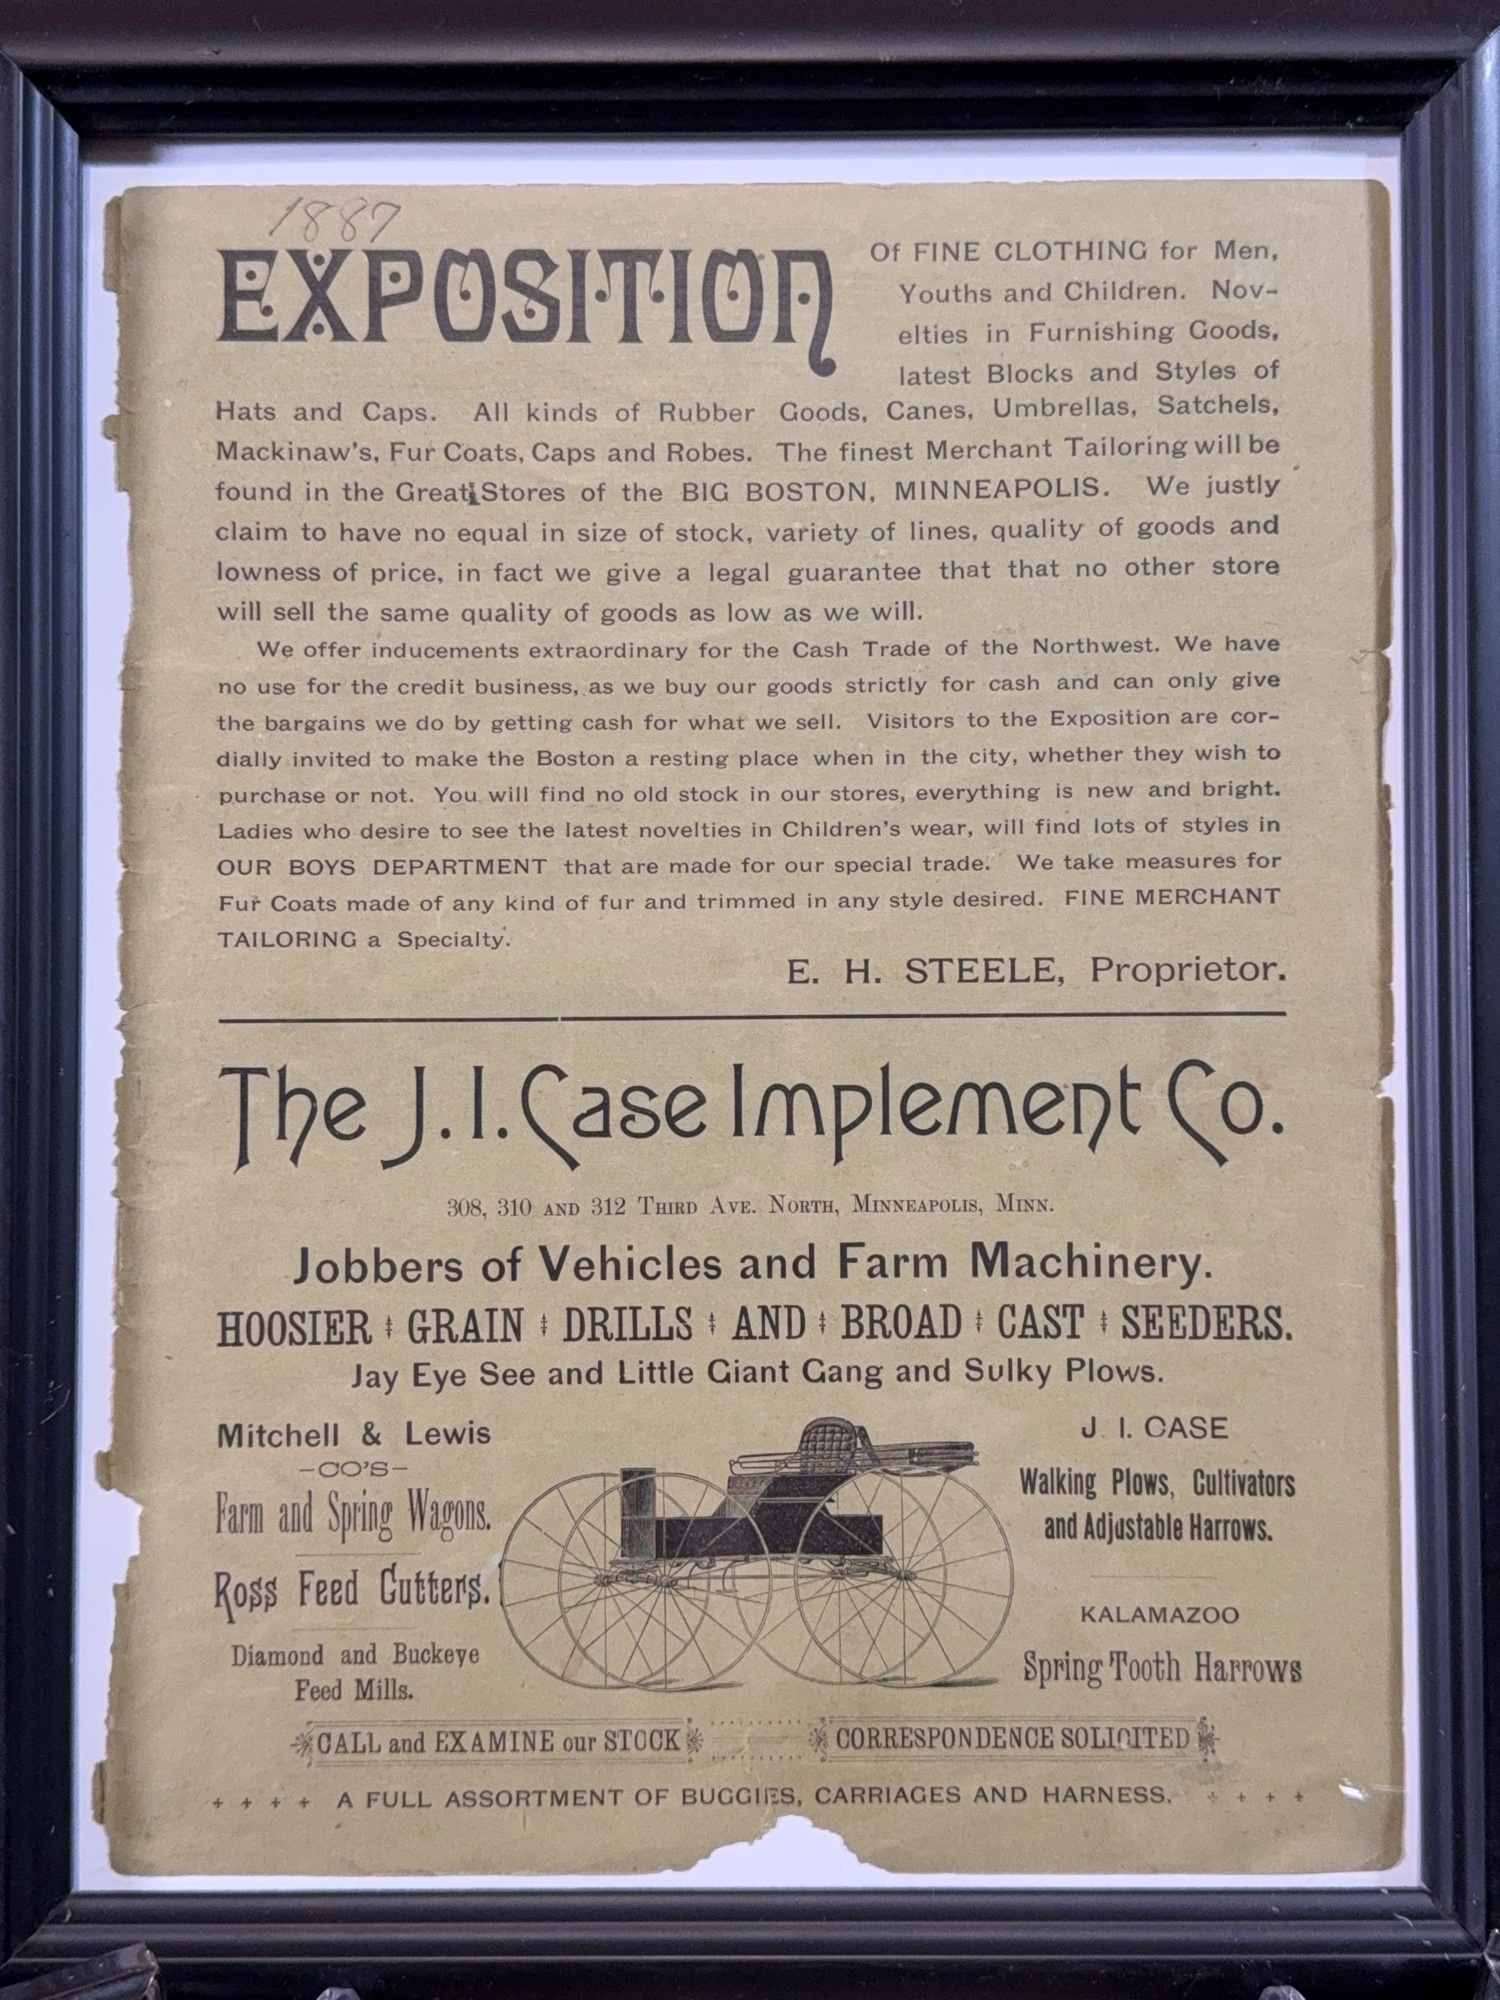 1887
EXPOSITION
Of FINE CLOTHING for Men,
Youths and Children. Nov-
elties in Furnishing Goods,
latest Blocks and Styles of
Hats and Caps. All kinds of Rubber Goods, Canes, Umbrellas, Satchels,
Mackinaw's, Fur Coats, Caps and Robes. The finest Merchant Tailoring will be
found in the Great Stores of the BIG BOSTON, MINNEAPOLIS. We justly
claim to have no equal in size of stock, variety of lines, quality of goods and
lowness of price, in fact we give a legal guarantee that that no other store
will sell the same quality of goods as low as we will.
We offer inducements extraordinary for the Cash Trade of the Northwest. We have
no use for the credit business, as we buy our goods strictly for cash and can only give
the bargains we do by getting cash for what we sell. Visitors to the Exposition are cor-
dially invited to make the Boston a resting place when in the city, whether they wish to
purchase or not. You will find no old stock in our stores, everything is new and bright.
Ladies who desire to see the latest novelties in Children's wear, will find lots of styles in
OUR BOYS DEPARTMENT that are made for our special trade. We take measures for
Fur Coats made of any kind of fur and trimmed in any style desired. FINE MERCHANT
TAILORING a Specialty.
E. H. STEELE, Proprietor.
The J. I. Case Implement Co.
308, 310 AND 312 THIRD AVE. NORTH, MINNEAPOLIS, MINN.
Jobbers of Vehicles and Farm Machinery.
HOOSIER GRAIN DRILLS AND BROAD CAST SEEDERS.
Jay Eye See and Little Giant Gang and Sulky Plows.
Mitchell & Lewis
-CO'S-
Farm and Spring Wagons.
Ross Feed Cutters.
Diamond and Buckeye
Feed Mills.
J. I. CASE
Walking Plows, Cultivators
and Adjustable Harrows.
KALAMAZOO
Spring Tooth Harrows
CALL and EXAMINE our STOCK
CORRESPONDENCE SOLICITED
+ + + + A FULL ASSORTMENT OF BUGGIES, CARRIAGES AND HARNESS. + + + +